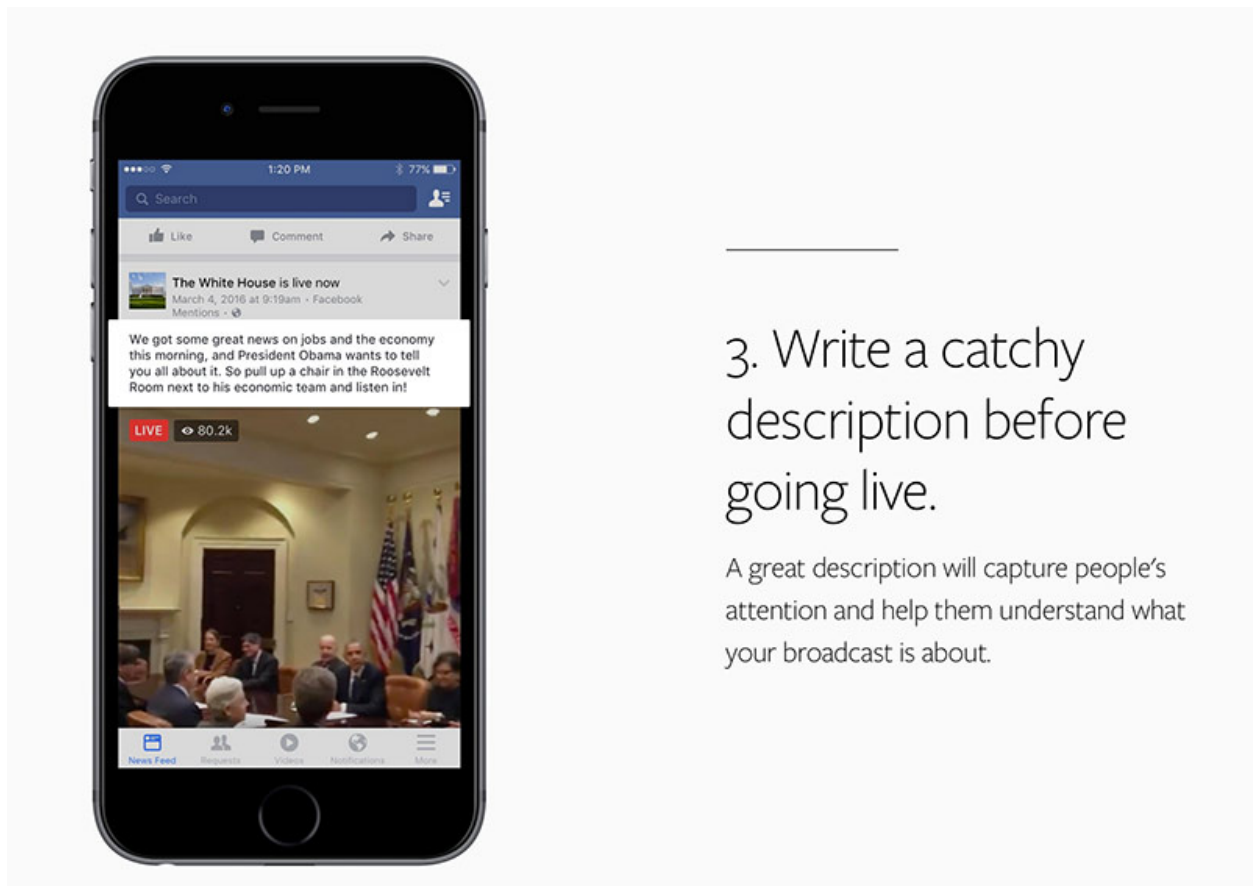 1:20 PM
77%
Search
Like Comment Share
The White House is live now
March 4, 2016 at 9:19am · Facebook
Mentions ·
We got some great news on jobs and the economy
this morning, and President Obama wants to tell
you all about it. So pull up a chair in the Roosevelt
Room next to his economic team and listen in!
LIVE 80.2k
News Feed Requests Videos Notifications More
3. Write a catchy
description before
going live.
A great description will capture people's
attention and help them understand what
your broadcast is about.